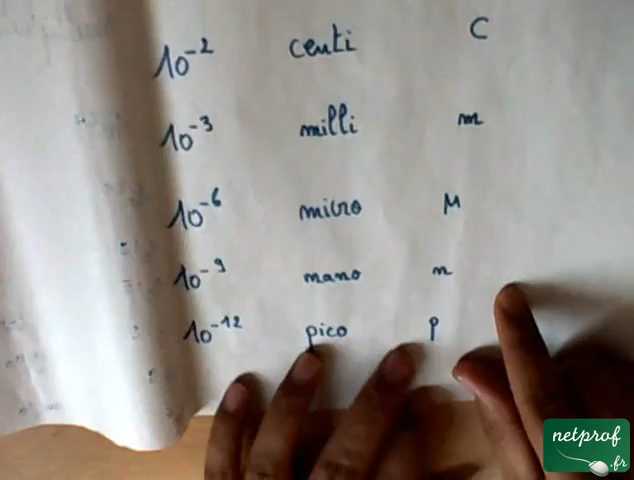 10⁻² centi C
10⁻³ milli m
10⁻⁶ micro μ
10⁻⁹ nano n
10⁻¹² pico p
netprof
.fr